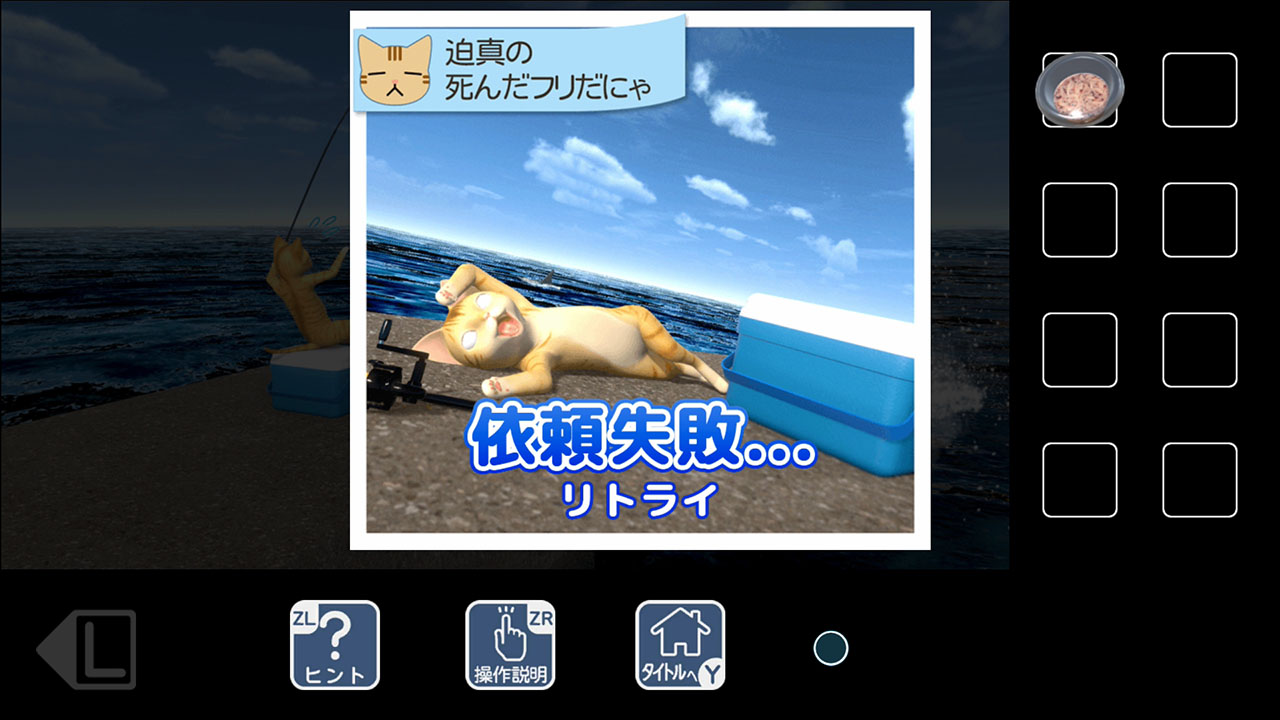 迫真の
死んだフリだにゃ
依頼失敗...
リトライ
L
ZL
?
ヒント
ZR
操作説明
タイトルへ Y